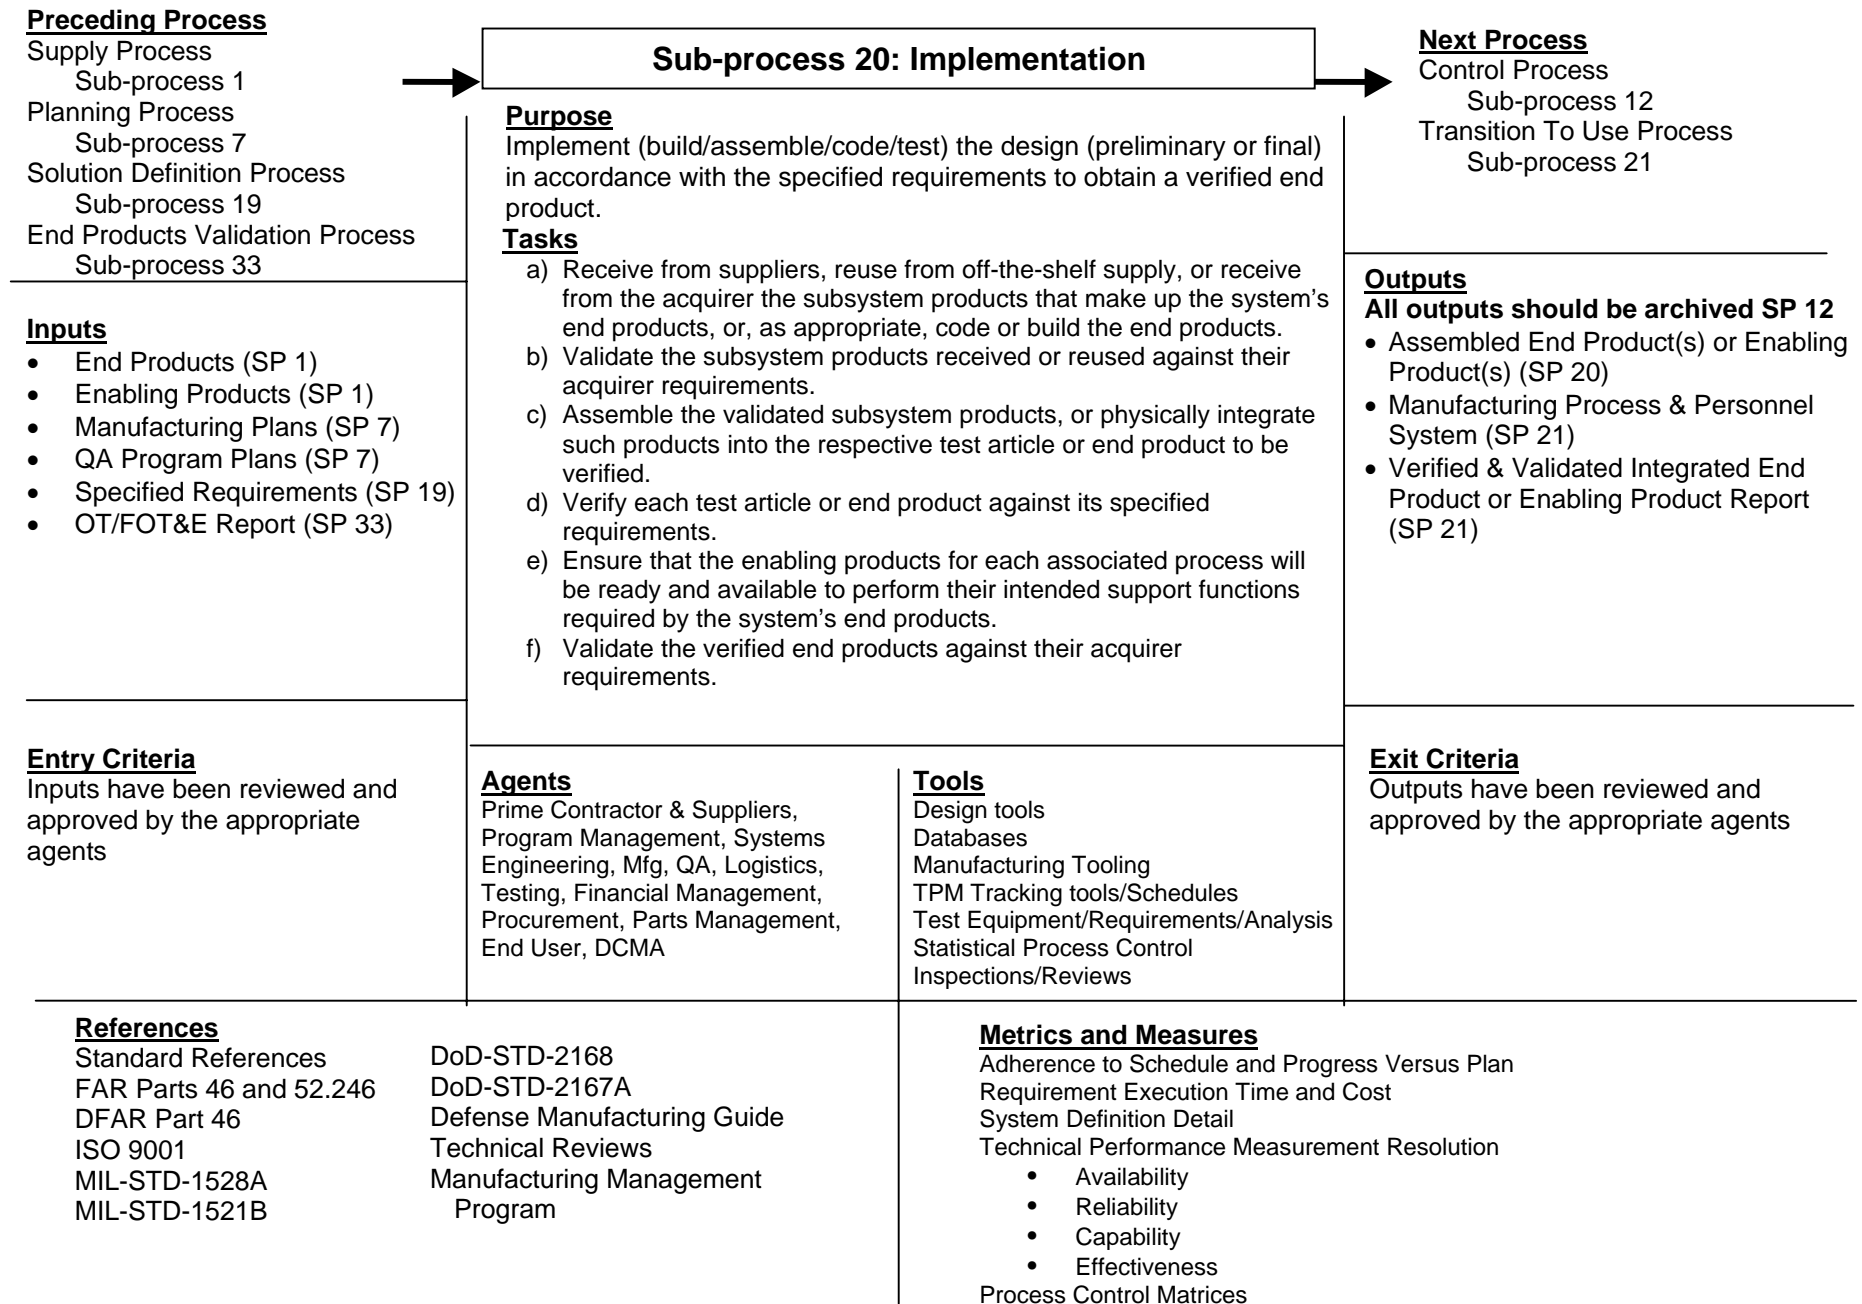 Preceding Process
Supply Process
Sub-process 1
Planning Process
Sub-process 7
Solution Definition Process
Sub-process 19
End Products Validation Process
Sub-process 33
Sub-process 20: Implementation
Next Process
Control Process
Sub-process 12
Transition To Use Process
Sub-process 21
Purpose
Implement (build/assemble/code/test) the design (preliminary or final)
in accordance with the specified requirements to obtain a verified end
product.
Tasks
a) Receive from suppliers, reuse from off-the-shelf supply, or receive
from the acquirer the subsystem products that make up the system’s
end products, or, as appropriate, code or build the end products.
b) Validate the subsystem products received or reused against their
acquirer requirements.
c) Assemble the validated subsystem products, or physically integrate
such products into the respective test article or end product to be
verified.
d) Verify each test article or end product against its specified
requirements.
e) Ensure that the enabling products for each associated process will
be ready and available to perform their intended support functions
required by the system’s end products.
f) Validate the verified end products against their acquirer
requirements.
Inputs
• End Products (SP 1)
• Enabling Products (SP 1)
• Manufacturing Plans (SP 7)
• QA Program Plans (SP 7)
• Specified Requirements (SP 19)
• OT/FOT&E Report (SP 33)
Outputs
All outputs should be archived SP 12
• Assembled End Product(s) or Enabling
Product(s) (SP 20)
• Manufacturing Process & Personnel
System (SP 21)
• Verified & Validated Integrated End
Product or Enabling Product Report
(SP 21)
Entry Criteria
Inputs have been reviewed and
approved by the appropriate
agents
Agents
Prime Contractor & Suppliers,
Program Management, Systems
Engineering, Mfg, QA, Logistics,
Testing, Financial Management,
Procurement, Parts Management,
End User, DCMA
Tools
Design tools
Databases
Manufacturing Tooling
TPM Tracking tools/Schedules
Test Equipment/Requirements/Analysis
Statistical Process Control
Inspections/Reviews
Exit Criteria
Outputs have been reviewed and
approved by the appropriate agents
References
Standard References
FAR Parts 46 and 52.246
DFAR Part 46
ISO 9001
MIL-STD-1528A
MIL-STD-1521B
DoD-STD-2168
DoD-STD-2167A
Defense Manufacturing Guide
Technical Reviews
Manufacturing Management
Program
Metrics and Measures
Adherence to Schedule and Progress Versus Plan
Requirement Execution Time and Cost
System Definition Detail
Technical Performance Measurement Resolution
• Availability
• Reliability
• Capability
• Effectiveness
Process Control Matrices